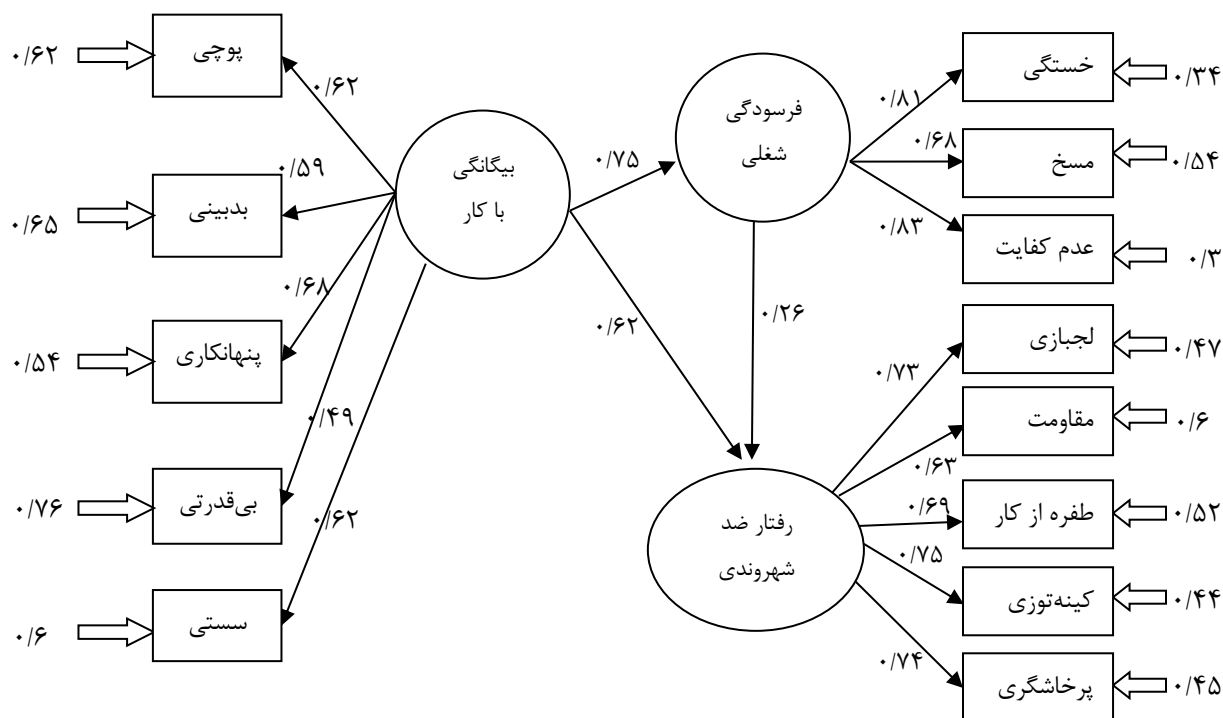 پوچی
۰/۶۲
۰/۶۲
بدبینی
۰/۶۵
۰/۵۹
پنهانکاری
۰/۵۴
۰/۶۸
بی‌قدرتی
۰/۷۶
۰/۴۹
سستی
۰/۶
۰/۶۲
بیگانگی
با کار
۰/۷۵
۰/۶۲
فرسودگی
شغلی
۰/۲۶
رفتار ضد
شهروندی
خستگی
۰/۳۴
۰/۸۱
مسخ
۰/۵۴
۰/۶۸
عدم کفایت
۰/۳
۰/۸۳
لجبازی
۰/۴۷
۰/۷۳
مقاومت
۰/۶
۰/۶۳
طفره از کار
۰/۵۲
۰/۶۹
کینه‌توزی
۰/۴۴
۰/۷۵
پرخاشگری
۰/۴۵
۰/۷۴